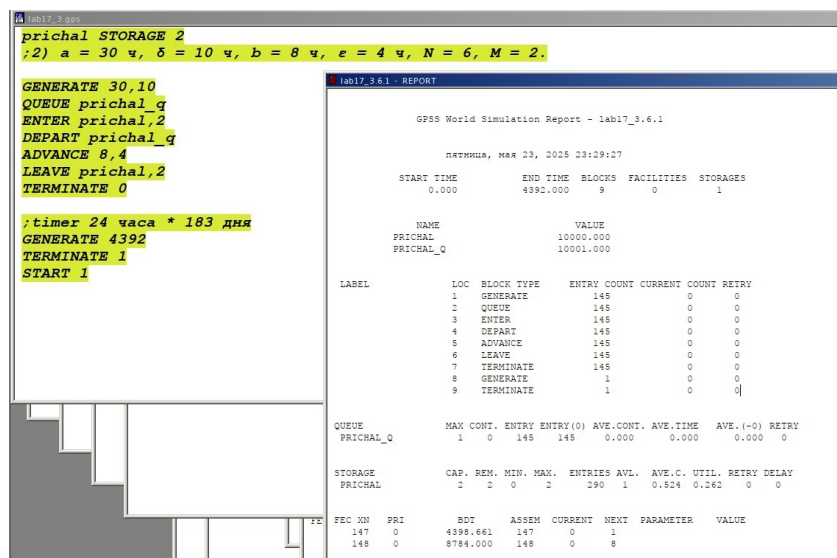 lab17_3.gps
prichal STORAGE 2
;2) a = 30 ч, δ = 10 ч, b = 8 ч, ε = 4 ч, N = 6, M = 2.
GENERATE 30,10
QUEUE prichal_q
ENTER prichal,2
DEPART prichal_q
ADVANCE 8,4
LEAVE prichal,2
TERMINATE 0
;timer 24 часа * 183 дня
GENERATE 4392
TERMINATE 1
START 1
lab17_3.6.1 - REPORT
GPSS World Simulation Report - lab17_3.6.1
пятница, мая 23, 2025 23:29:27
START TIME END TIME BLOCKS FACILITIES STORAGES
0.000 4392.000 9 0 1
NAME VALUE
PRICHAL 10000.000
PRICHAL_Q 10001.000
LABEL LOC BLOCK TYPE ENTRY COUNT CURRENT COUNT RETRY
1 GENERATE 145 0 0
2 QUEUE 145 0 0
3 ENTER 145 0 0
4 DEPART 145 0 0
5 ADVANCE 145 0 0
6 LEAVE 145 0 0
7 TERMINATE 145 0 0
8 GENERATE 1 0 0
9 TERMINATE 1 0 0
QUEUE MAX CONT. ENTRY ENTRY(0) AVE.CONT. AVE.TIME AVE.(-0) RETRY
PRICHAL_Q 1 0 145 145 0.000 0.000 0.000 0
STORAGE CAP. REM. MIN. MAX. ENTRIES AVL. AVE.C. UTIL. RETRY DELAY
PRICHAL 2 2 0 2 290 1 0.524 0.262 0 0
FEC XN PRI BDT ASSEM CURRENT NEXT PARAMETER VALUE
147 0 4398.661 147 0 1
148 0 8784.000 148 0 8